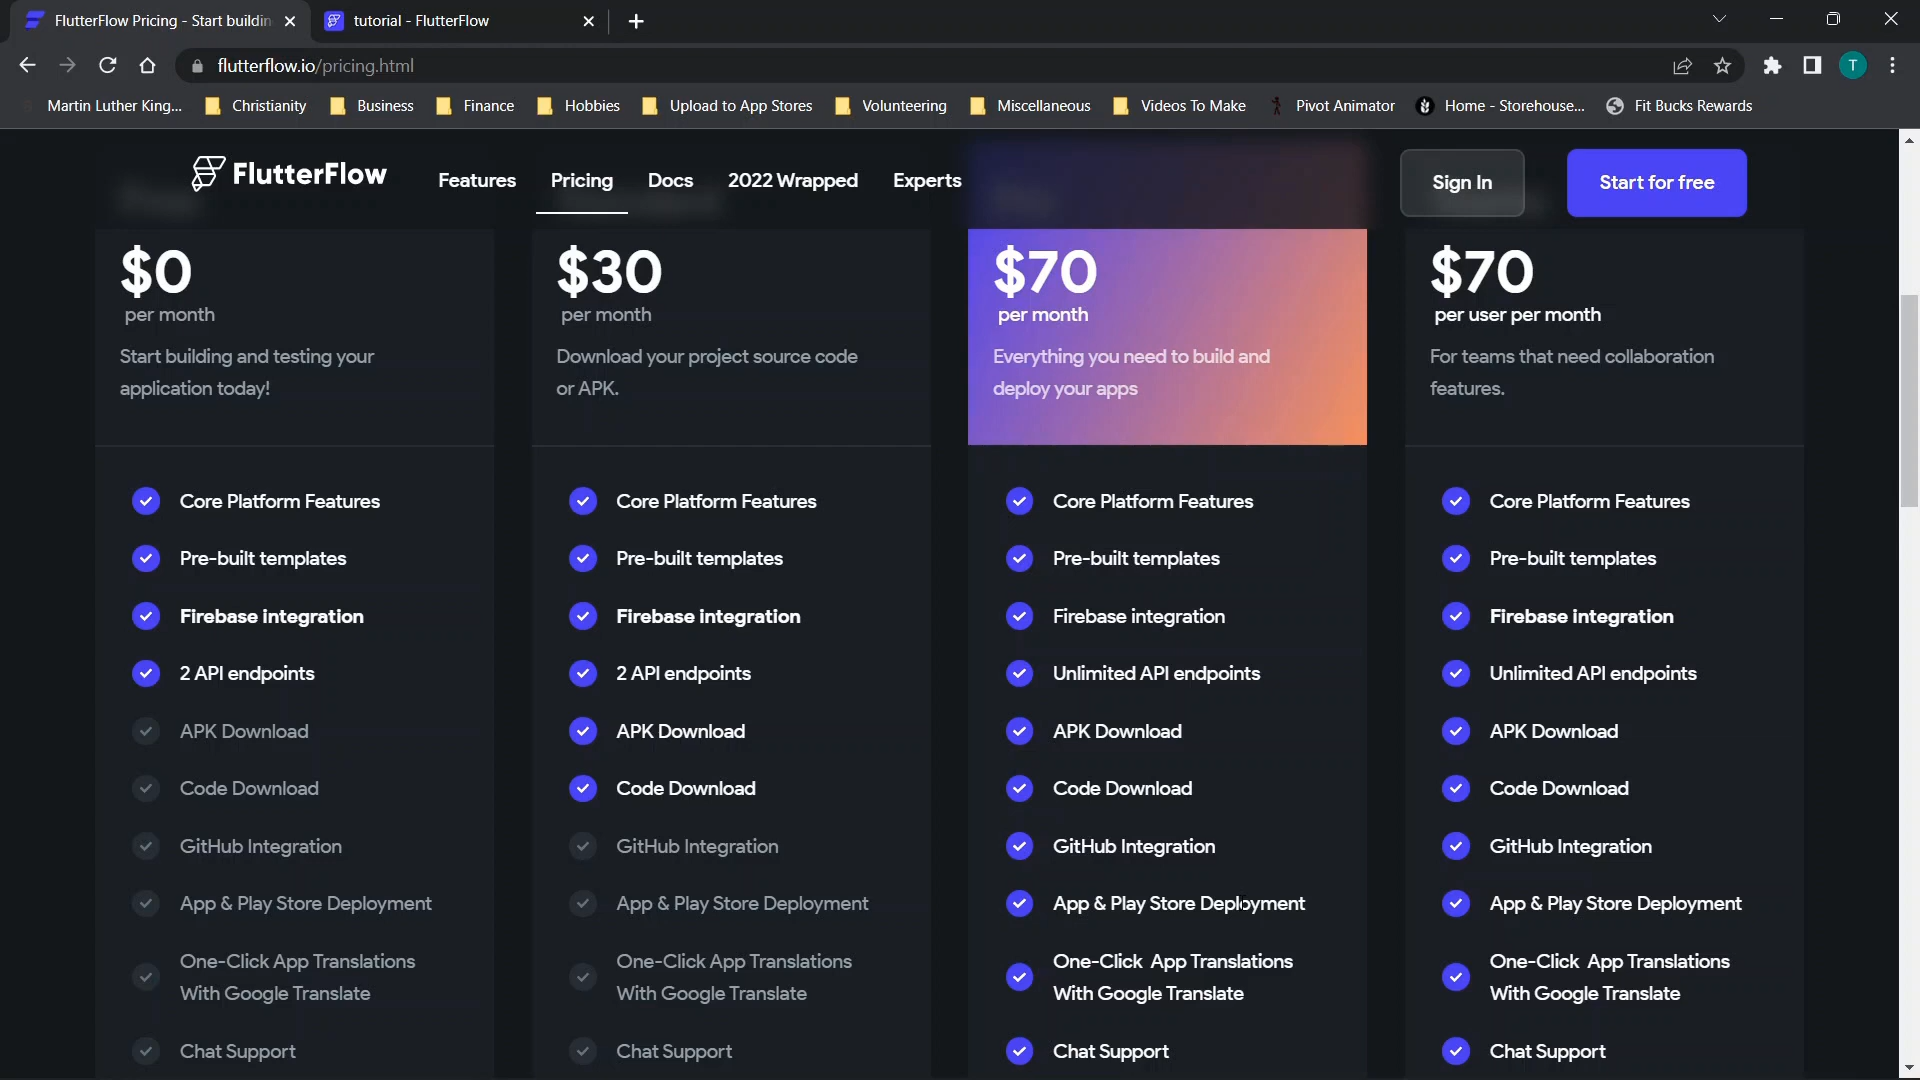 FlutterFlow Pricing - Start buildin
tutorial - FlutterFlow
flutterflow.io/pricing.html
T
Martin Luther King...
Christianity
Business
Finance
Hobbies
Upload to App Stores
Volunteering
Miscellaneous
Videos To Make
Pivot Animator
Home - Storehouse...
Fit Bucks Rewards
FlutterFlow
Features
Pricing
Docs
2022 Wrapped
Experts
Sign In
Start for free
$0
per month
Start building and testing your
application today!
Core Platform Features
Pre-built templates
Firebase integration
2 API endpoints
APK Download
Code Download
GitHub Integration
App & Play Store Deployment
One-Click App Translations
With Google Translate
Chat Support
$30
per month
Download your project source code
or APK.
Core Platform Features
Pre-built templates
Firebase integration
2 API endpoints
APK Download
Code Download
GitHub Integration
App & Play Store Deployment
One-Click App Translations
With Google Translate
Chat Support
$70
per month
Everything you need to build and
deploy your apps
Core Platform Features
Pre-built templates
Firebase integration
Unlimited API endpoints
APK Download
Code Download
GitHub Integration
App & Play Store Deployment
One-Click App Translations
With Google Translate
Chat Support
$70
per user per month
For teams that need collaboration
features.
Core Platform Features
Pre-built templates
Firebase integration
Unlimited API endpoints
APK Download
Code Download
GitHub Integration
App & Play Store Deployment
One-Click App Translations
With Google Translate
Chat Support